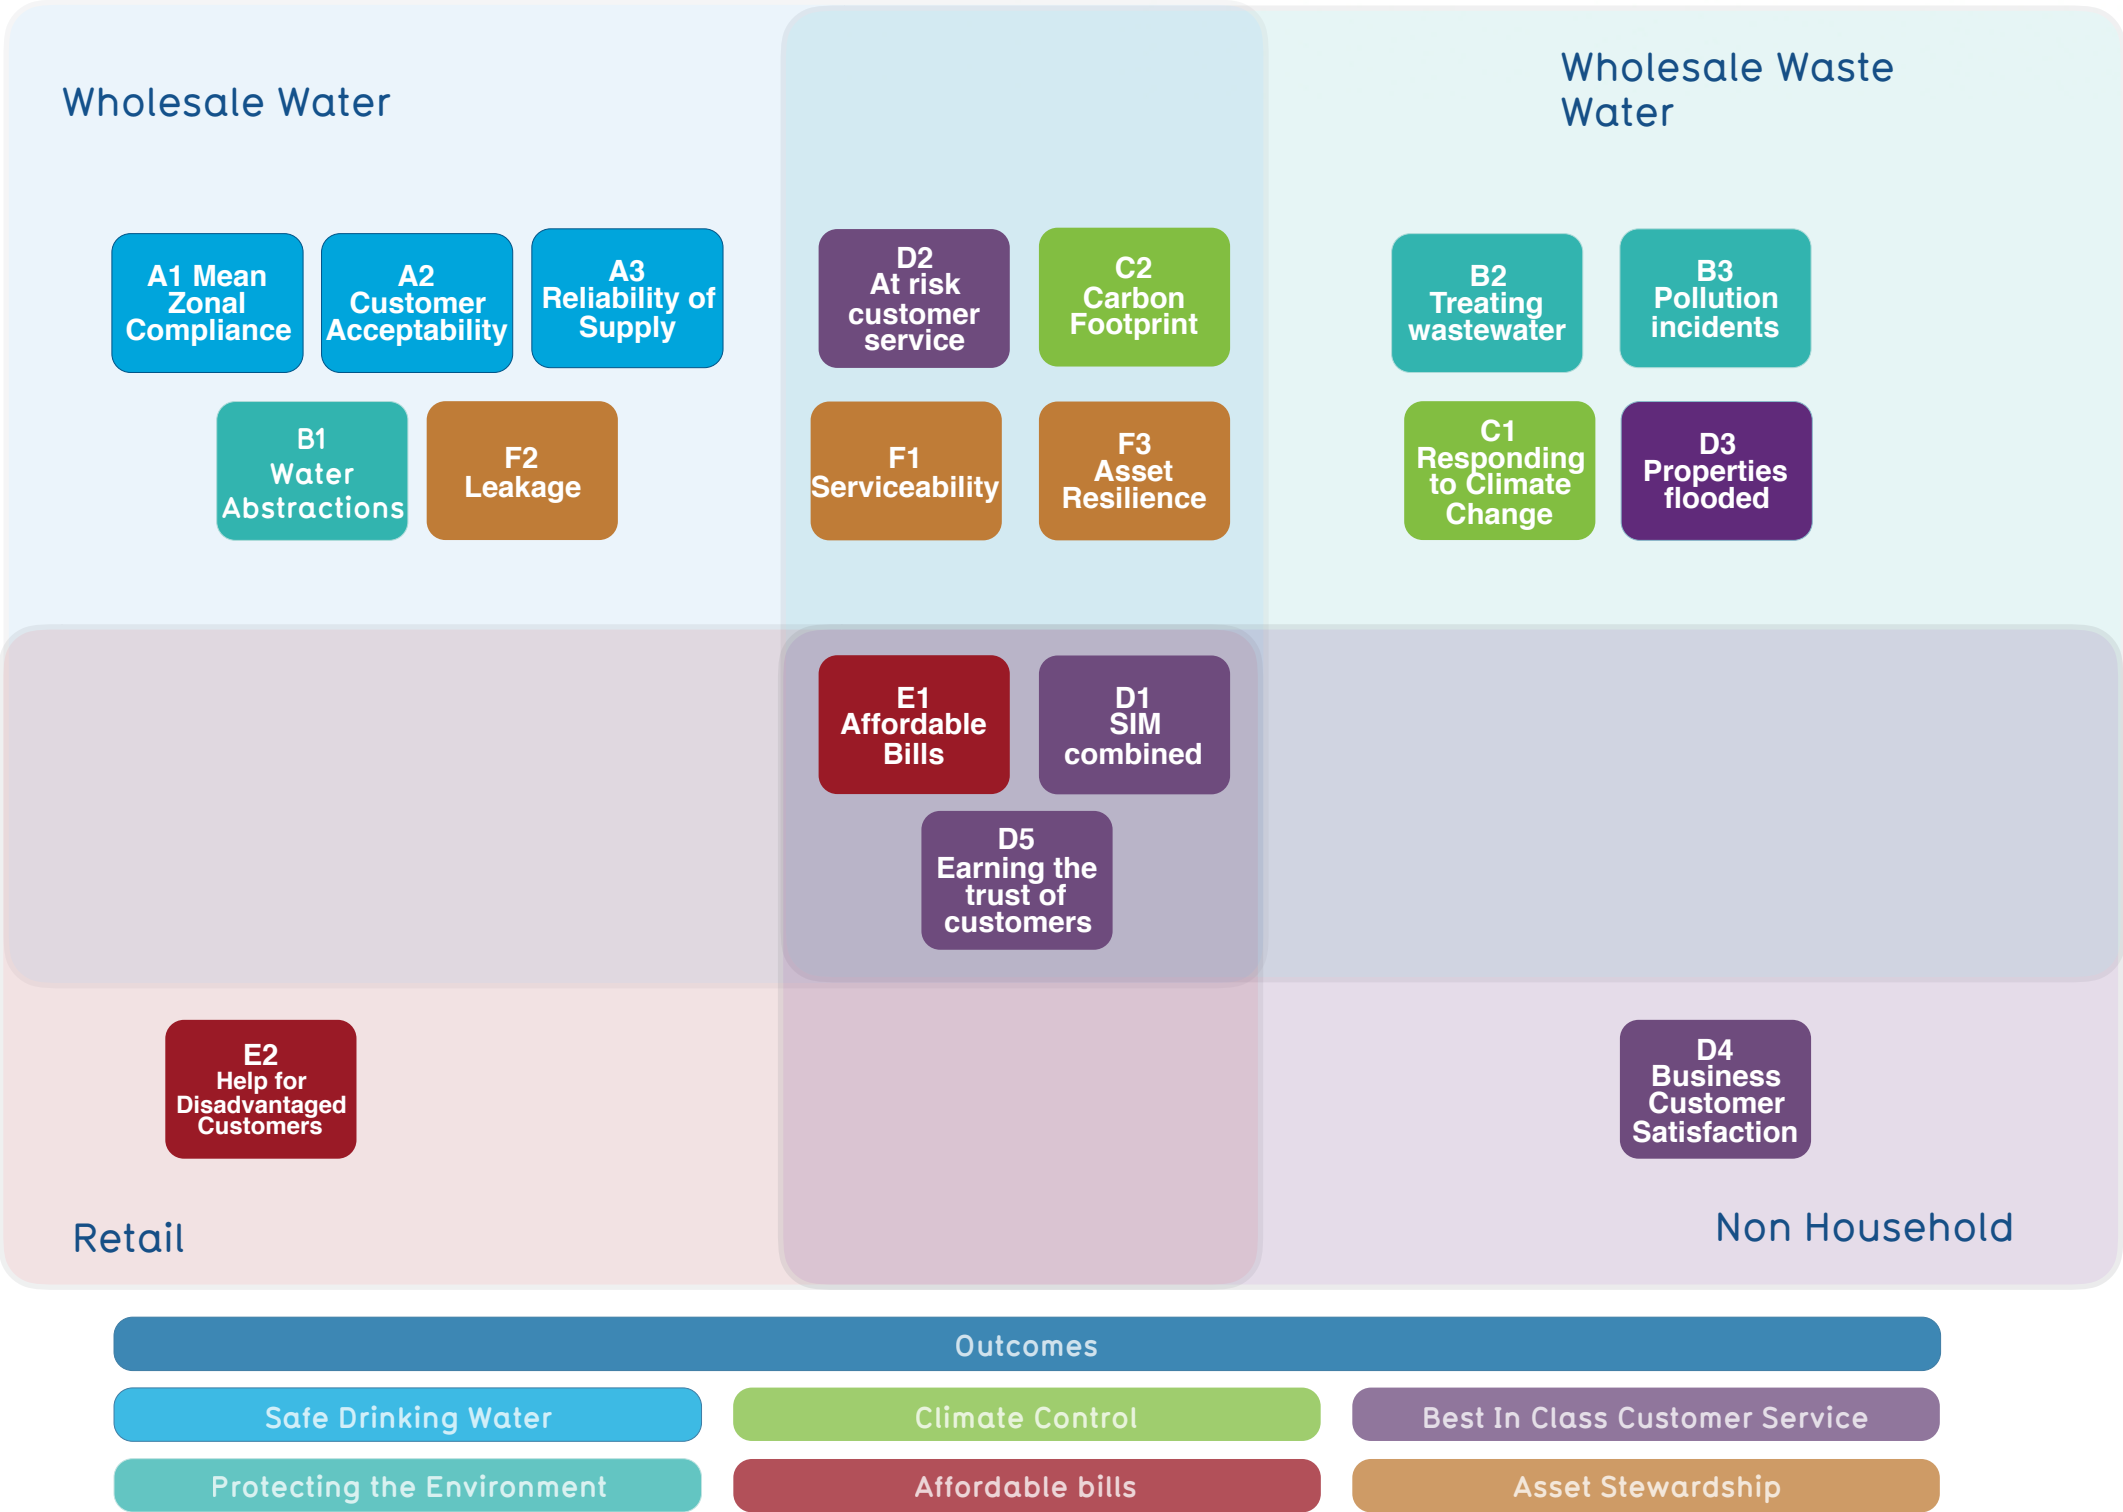 Wholesale Water
Wholesale Waste
Water
A1 Mean
Zonal
Compliance
A2
Customer
Acceptability
A3
Reliability of
Supply
D2
At risk
customer
service
C2
Carbon
Footprint
B2
Treating
wastewater
B3
Pollution
incidents
B1
Water
Abstractions
F2
Leakage
F1
Serviceability
F3
Asset
Resilience
C1
Responding
to Climate
Change
D3
Properties
flooded
E1
Affordable
Bills
D1
SIM
combined
D5
Earning the
trust of
customers
E2
Help for
Disadvantaged
Customers
D4
Business
Customer
Satisfaction
Retail
Non Household
Outcomes
Safe Drinking Water
Climate Control
Best In Class Customer Service
Protecting the Environment
Affordable bills
Asset Stewardship